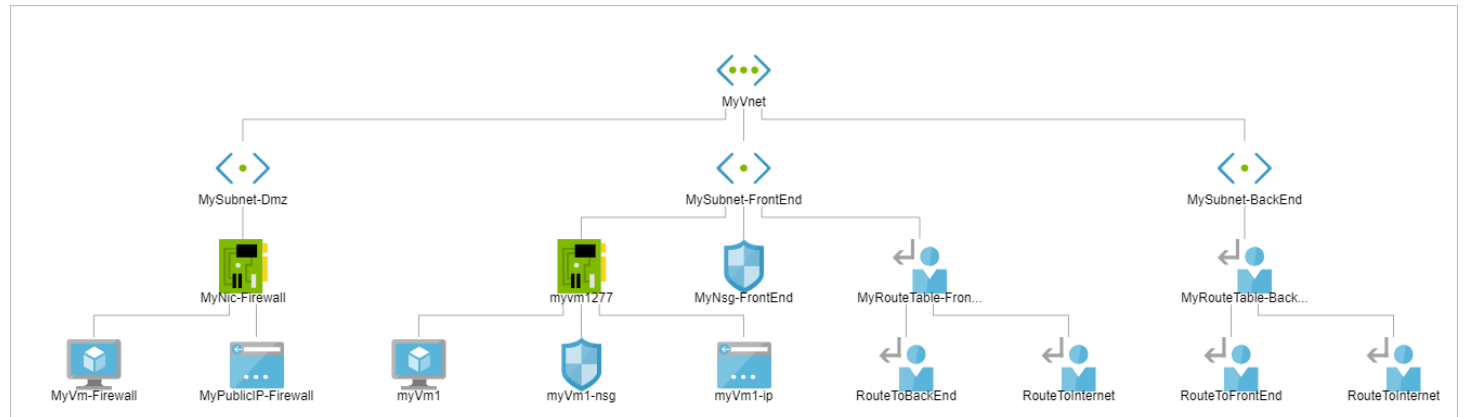 MyVnet
MySubnet-Dmz
MySubnet-FrontEnd
MySubnet-BackEnd
MyNic-Firewall
myvm1277
MyNsg-FrontEnd
MyRouteTable-Fron...
MyRouteTable-Back...
MyVm-Firewall
MyPublicIP-Firewall
myVm1
myVm1-nsg
myVm1-ip
RouteToBackEnd
RouteToInternet
RouteToFrontEnd
RouteToInternet